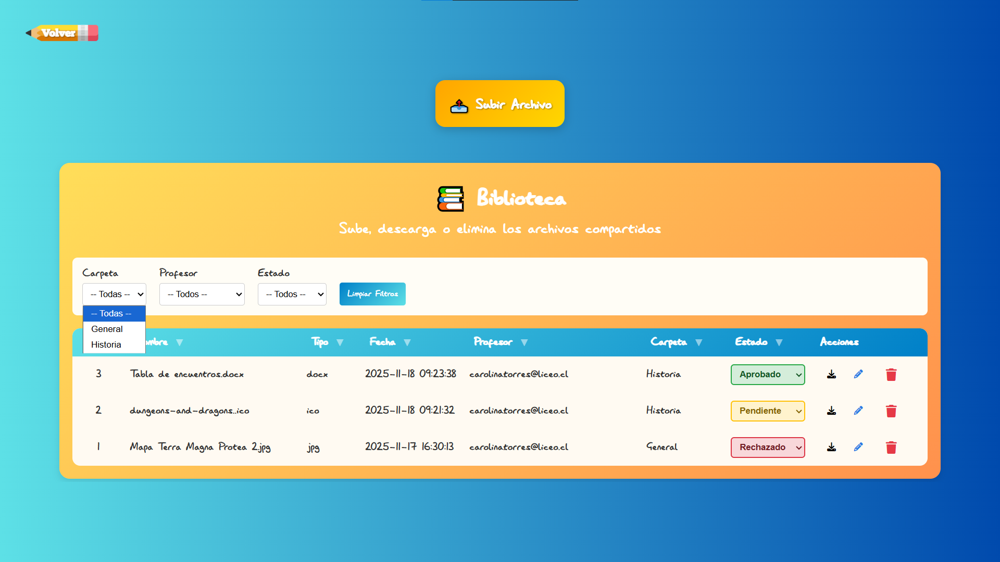 Volver
Subir Archivo
Biblioteca
Sube, descarga o elimina los archivos compartidos
Carpeta Profesor Estado
-- Todas -- -- Todos -- -- Todos -- Limpiar Filtros
-- Todas --
General
Historia
ombre ▼ Tipo ▼ Fecha ▼ Profesor ▼ Carpeta ▼ Estado ▼ Acciones
3 Tabla de encuentros.docx docx 2025-11-18 09:23:38 carolinatorres@liceo.cl Historia Aprobado
2 dungeons-and-dragons..ico ico 2025-11-18 09:21:32 carolinatorres@liceo.cl Historia Pendiente
1 Mapa Terra Magna Protea 2.jpg jpg 2025-11-17 16:30:13 carolinatorres@liceo.cl General Rechazado